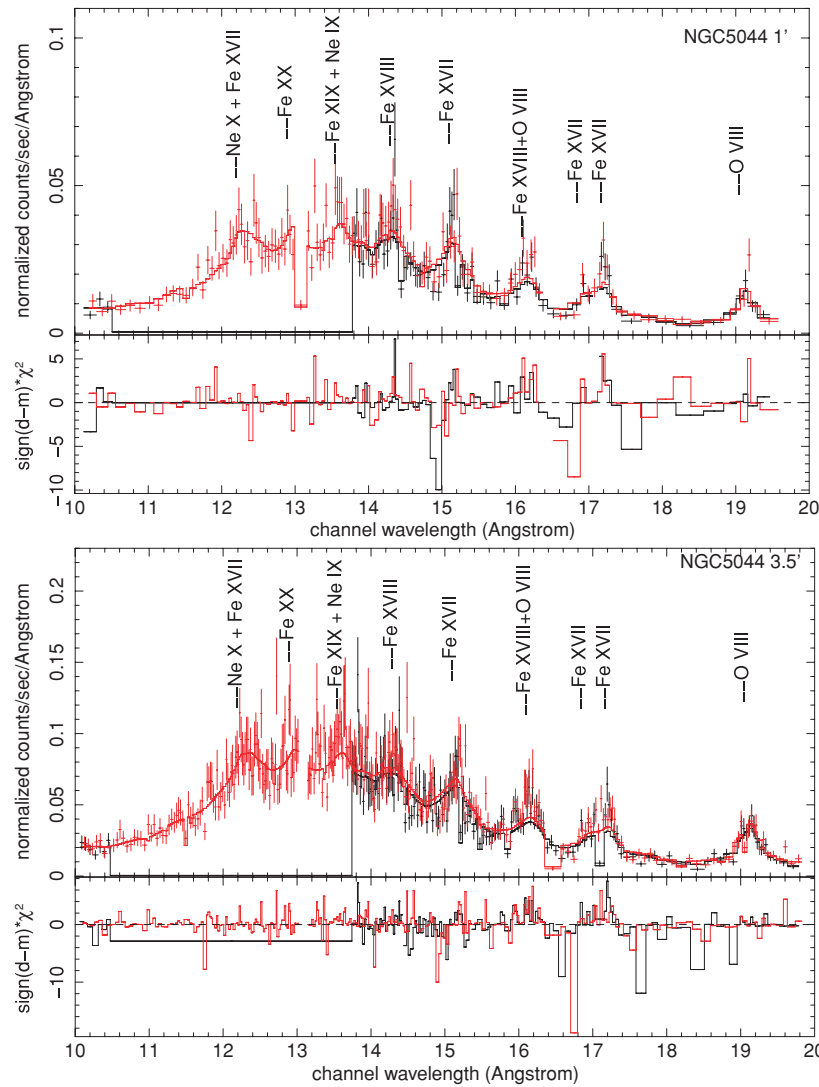 NGC5044 1'
Ne X + Fe XVII
Fe XX
Fe XIX + Ne IX
Fe XVIII
Fe XVII
Fe XVIII+O VIII
Fe XVII
Fe XVII
O VIII
normalized counts/sec/Angstrom
0.1
0.05
0
sign(d−m)*χ²
5
0
−5
−10
10 11 12 13 14 15 16 17 18 19 20
channel wavelength (Angstrom)
NGC5044 3.5'
Ne X + Fe XVII
Fe XX
Fe XIX + Ne IX
Fe XVIII
Fe XVII
Fe XVIII+O VIII
Fe XVII
Fe XVII
O VIII
normalized counts/sec/Angstrom
0.2
0.15
0.1
0.05
0
sign(d−m)*χ²
0
−10
10 11 12 13 14 15 16 17 18 19 20
channel wavelength (Angstrom)